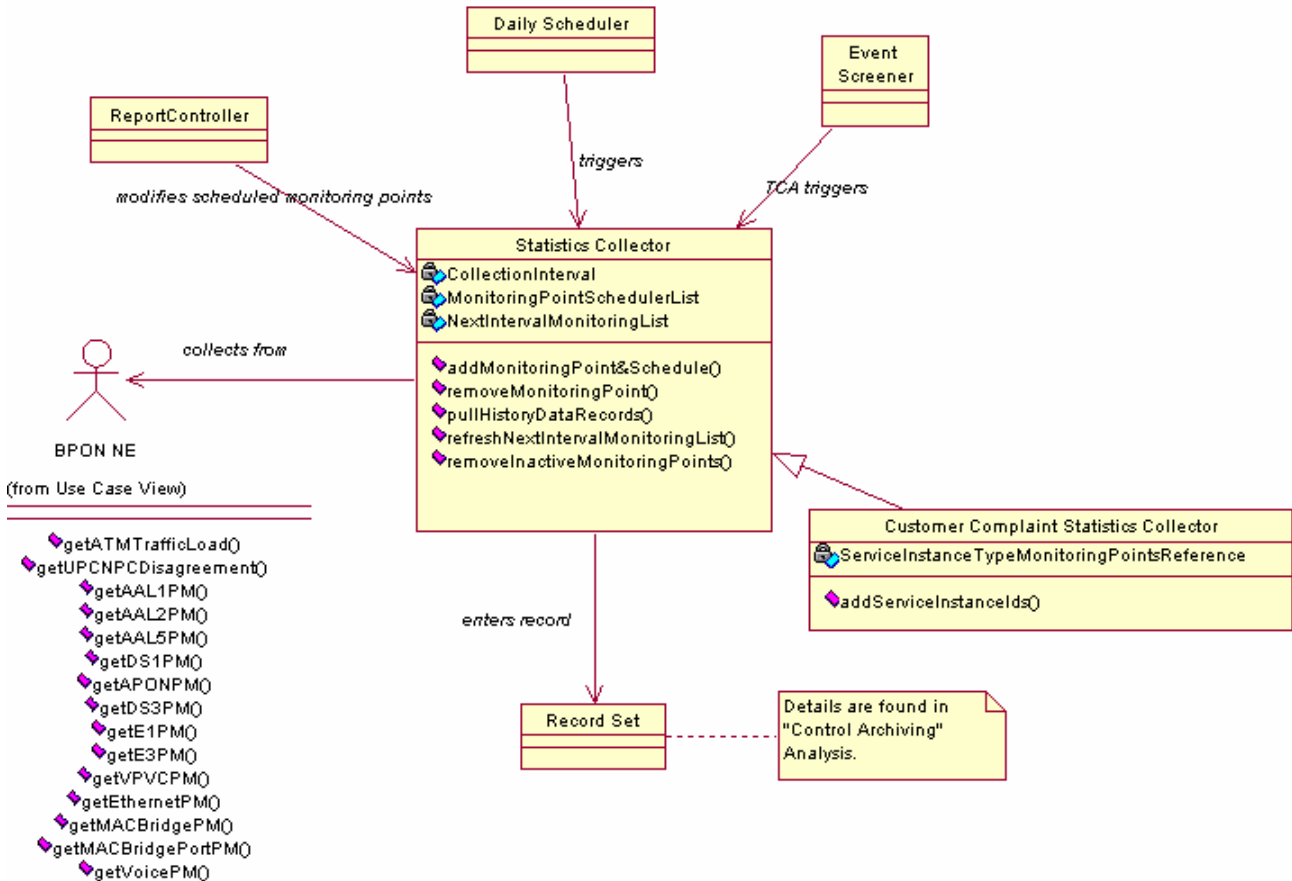 Daily Scheduler
Event
Screener
ReportController
triggers
TCA triggers
modifies scheduled monitoring points
Statistics Collector
CollectionInterval
MonitoringPointSchedulerList
NextIntervalMonitoringList
addMonitoringPoint&Schedule()
removeMonitoringPoint()
pullHistoryDataRecords()
refreshNextIntervalMonitoringList()
removeInactiveMonitoringPoints()
collects from
BPON NE
(from Use Case View)
getATMTrafficLoad()
getUPCNPCDisagreement()
getAAL1PM()
getAAL2PM()
getAAL5PM()
getDS1PM()
getAPONPM()
getDS3PM()
getE1PM()
getE3PM()
getVPVCPM()
getEthernetPM()
getMACBridgePM()
getMACBridgePortPM()
getVoicePM()
Customer Complaint Statistics Collector
ServiceInstanceTypeMonitoringPointsReference
addServiceInstanceIds()
enters record
Record Set
Details are found in
"Control Archiving"
Analysis.